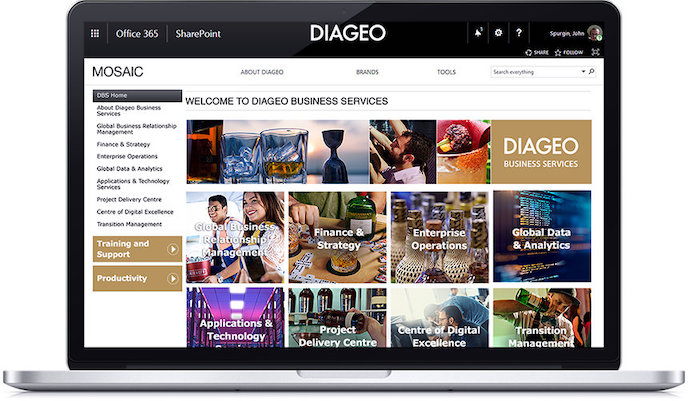 Office 365
SharePoint
DIAGEO
?
Spurgin, John
SHARE
FOLLOW
MOSAIC
ABOUT DIAGEO
BRANDS
TOOLS
Search everything
DBS Home
About Diageo Business
Services
Global Business Relationship
Management
Finance & Strategy
Enterprise Operations
Global Data & Analytics
Applications & Technology
Services
Project Delivery Centre
Centre of Digital Excellence
Transition Management
Training and
Support
Productivity
WELCOME TO DIAGEO BUSINESS SERVICES
DIAGEO
BUSINESS SERVICES
Global Business
Relationship
Management
Finance &
Strategy
Enterprise
Operations
Global Data
& Analytics
Applications &
Technology
Project
Delivery Centre
Centre of Digital
Excellence
Transition
Management